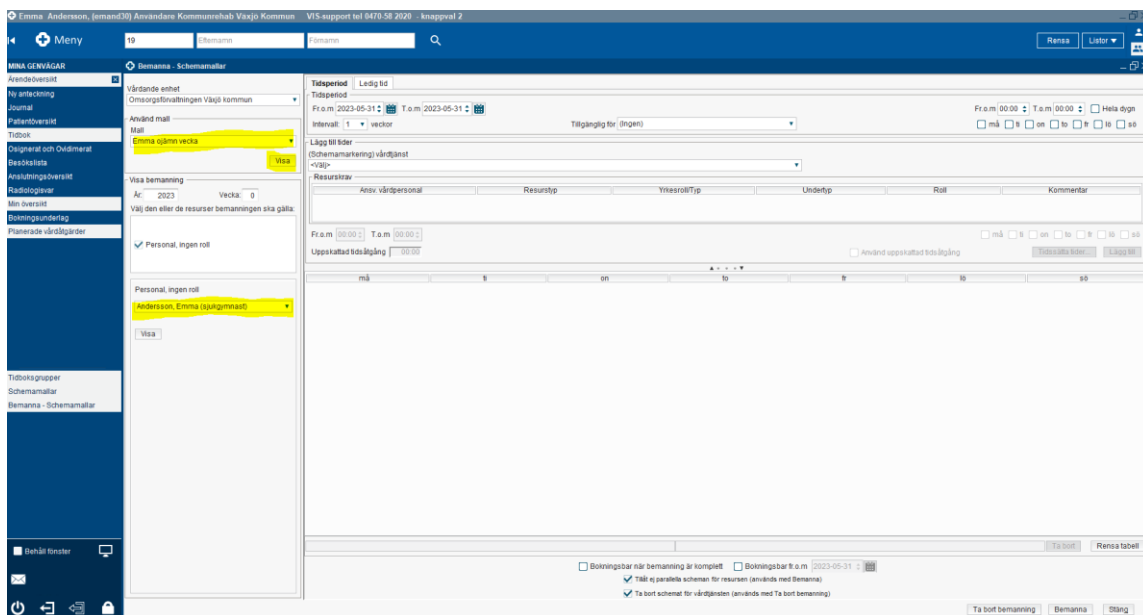 Emma Andersson, (emand30) Användare Kommunrehab Växjö Kommun VIS-support tel 0470-58 2020 - knappval 2
Meny
19 Efternamn Förnamn
Rensa Listor
MINA GENVÄGAR
Ärendeöversikt
Ny anteckning
Journal
Patientöversikt
Tidbok
Osignerat och Ovidimerat
Besökslista
Anslutningsöversikt
Radiologisvar
Min översikt
Bokningsunderlag
Planerade vårdåtgärder
Tidboksgrupper
Schemamallar
Bemanna - Schemamallar
Behåll fönster
Bemanna - Schemamallar
Vårdande enhet
Omsorgsförvaltningen Växjö kommun
Använd mall
Mall
Emma ojämn vecka
Visa
Visa bemanning
År: 2023 Vecka: 0
Välj den eller de resurser bemanningen ska gälla:
Personal, ingen roll
Personal, ingen roll
Andersson, Emma (sjukgymnast)
Visa
Tidsperiod Ledig tid
Tidsperiod
Fr.o.m 2023-05-31 T.o.m 2023-05-31 Fr.o.m 00:00 T.o.m 00:00 Hela dygn
Intervall: 1 veckor Tillgänglig för (Ingen) må ti on to fr lö sö
Lägg till tider
(Schemamarkering) vårdtjänst
<Välj>
Resurskrav
Ansv. vårdpersonal Resurstyp Yrkesroll/Typ Undertyp Roll Kommentar
Fr.o.m 00:00 T.o.m 00:00 må ti on to fr lö sö
Uppskattad tidsåtgång 00:00 Använd uppskattad tidsåtgång Tidssätta tider... Lägg till
må ti on to fr lö sö
Ta bort Rensa tabell
Bokningsbar när bemanning är komplett Bokningsbar fr.o.m 2023-05-31
Tillåt ej parallella scheman för resursen (används med Bemanna)
Ta bort schemat för vårdtjänsten (används med Ta bort bemanning)
Ta bort bemanning Bemanna Stäng